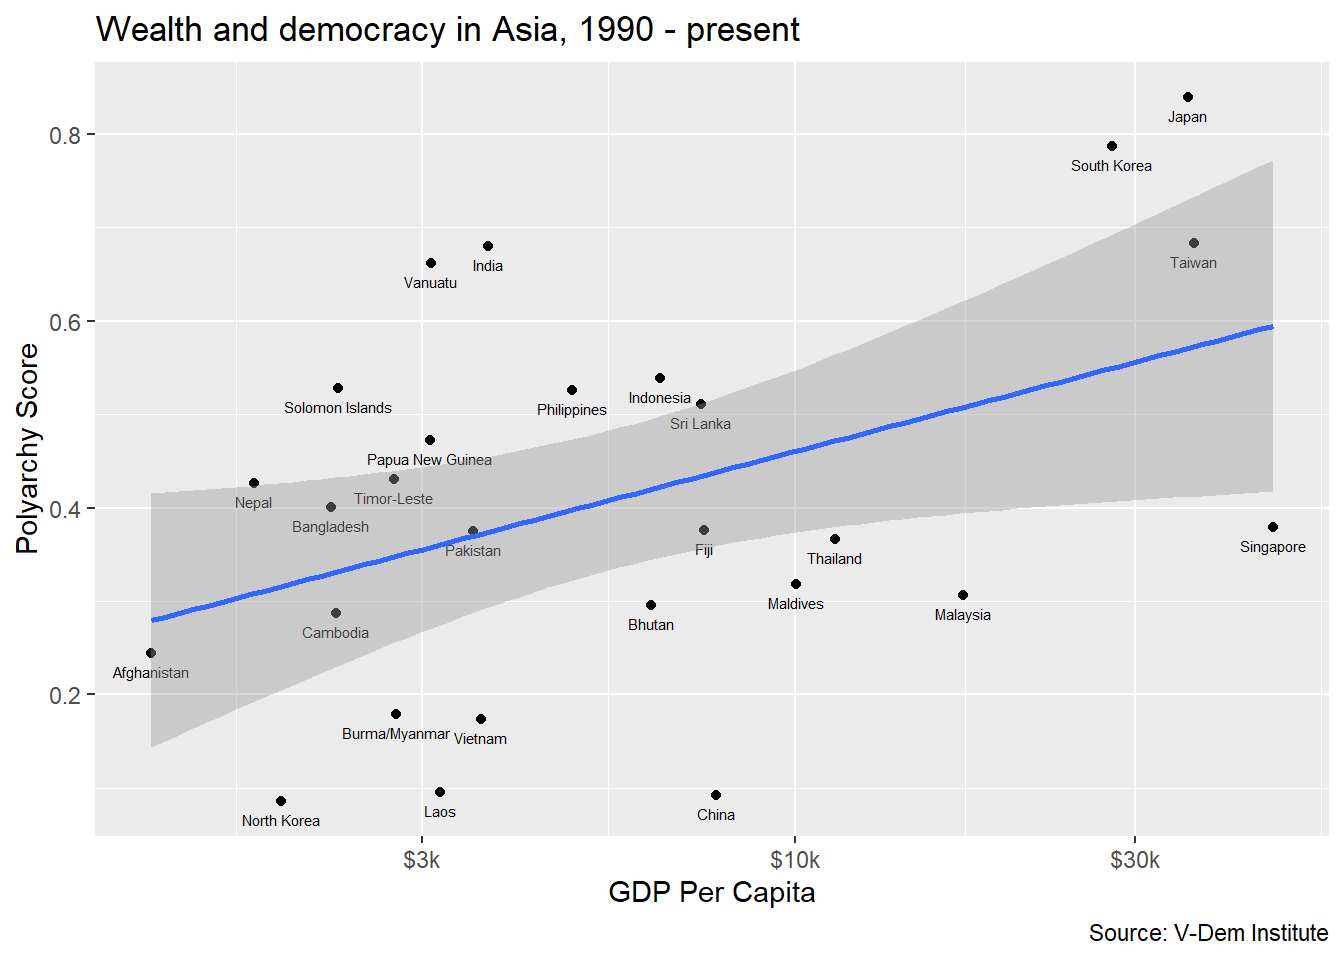 Wealth and democracy in Asia, 1990 - present
Polyarchy Score
0.8
0.6
0.4
0.2
Japan
South Korea
Taiwan
India
Vanuatu
Indonesia
Solomon Islands
Philippines
Sri Lanka
Papua New Guinea
Timor-Leste
Nepal
Bangladesh
Pakistan
Fiji
Singapore
Thailand
Maldives
Malaysia
Bhutan
Cambodia
Afghanistan
Burma/Myanmar
Vietnam
Laos
China
North Korea
$3k
$10k
$30k
GDP Per Capita
Source: V-Dem Institute